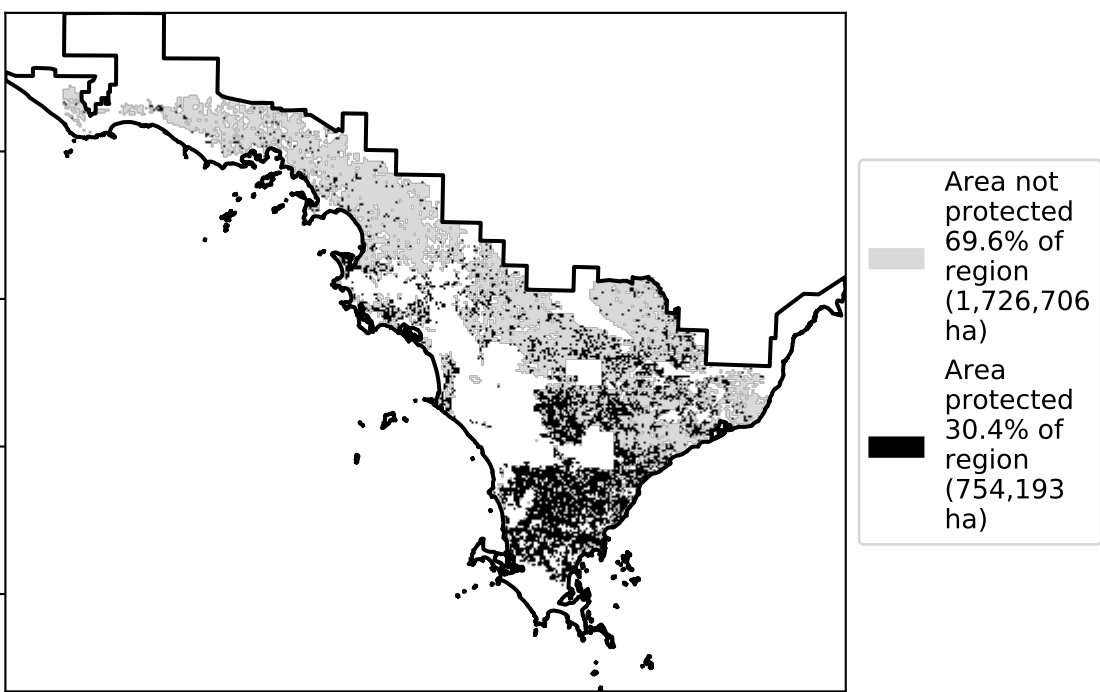 Area not
protected
69.6% of
region
(1,726,706
ha)
Area
protected
30.4% of
region
(754,193
ha)